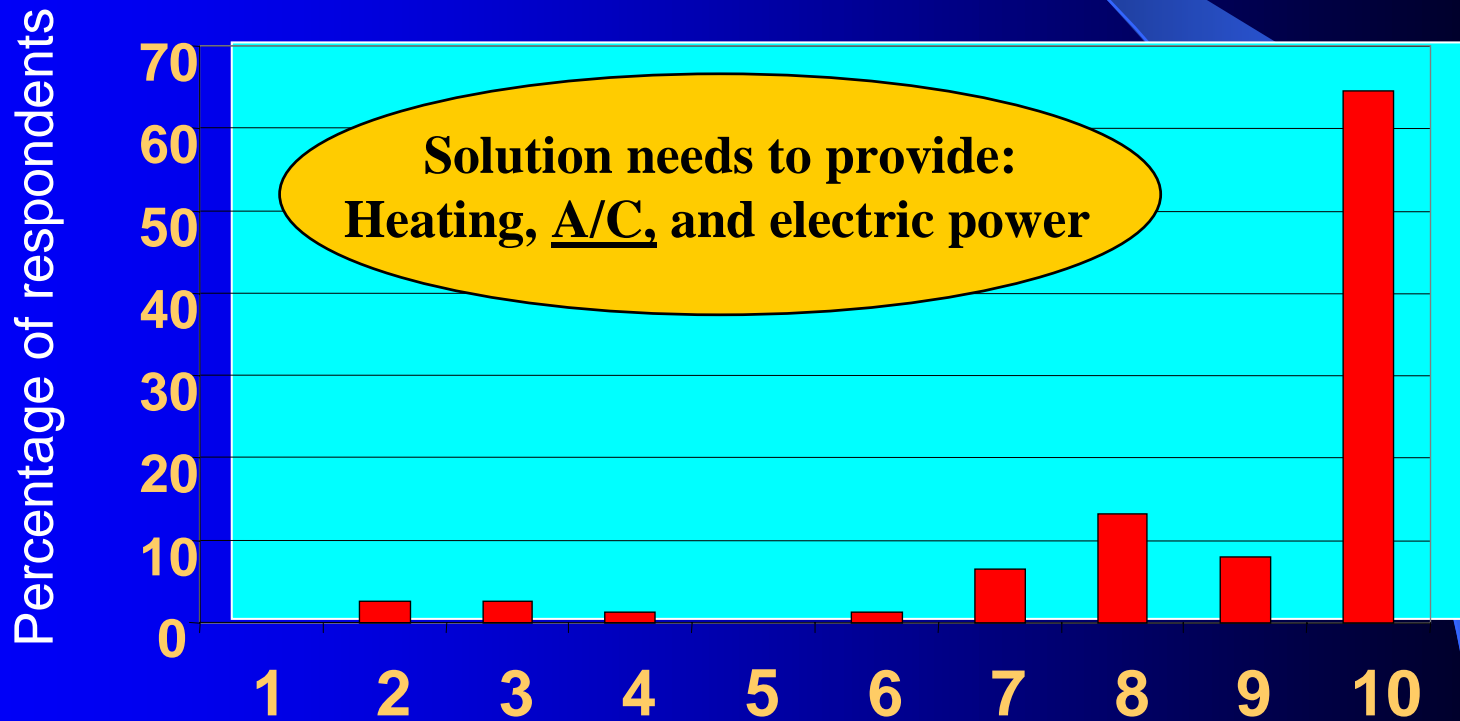 Percentage of respondents
70
60
50
40
30
20
10
0
Solution needs to provide:
Heating, A/C, and electric power
1 2 3 4 5 6 7 8 9 10